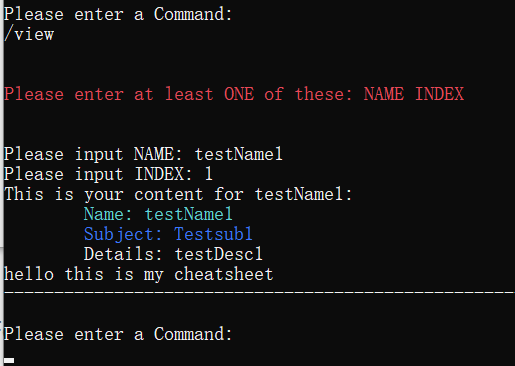 Please enter a Command:
/view
Please enter at least ONE of these: NAME INDEX
Please input NAME: testName1
Please input INDEX: 1
This is your content for testName1:
Name: testName1
Subject: Testsub1
Details: testDesc1
hello this is my cheatsheet
---------------------------------------------------
Please enter a Command: